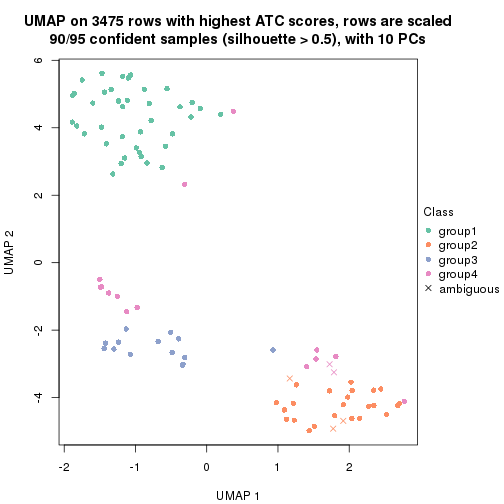 UMAP on 3475 rows with highest ATC scores, rows are scaled
90/95 confident samples (silhouette > 0.5), with 10 PCs
6
4
2
0
-2
-4
UMAP 2
-2
-1
0
1
2
UMAP 1
Class
group1
group2
group3
group4
ambiguous